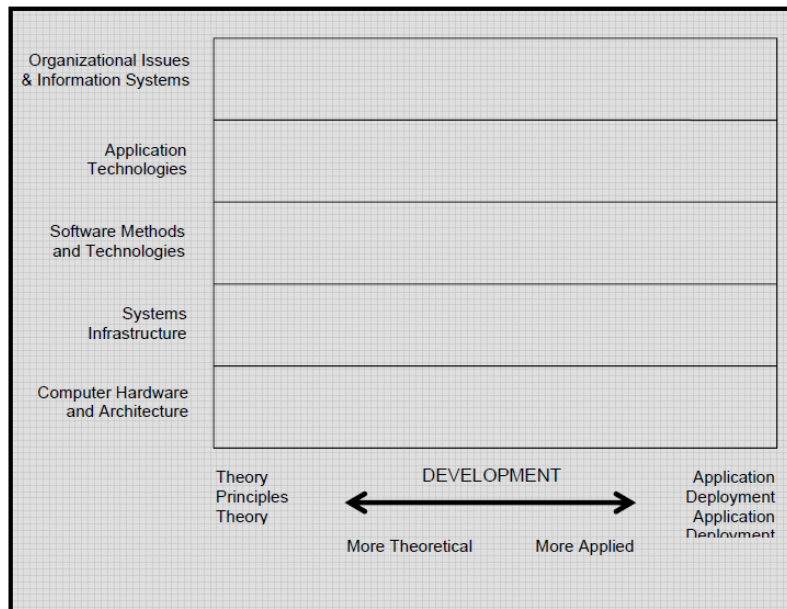 Organizational Issues
& Information Systems
Application
Technologies
Software Methods
and Technologies
Systems
Infrastructure
Computer Hardware
and Architecture
Theory
Principles
Theory
DEVELOPMENT
More Theoretical
More Applied
Application
Deployment
Application
Deployment